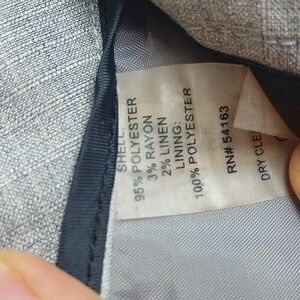 SHELL:
95% POLYESTER
3% RAYON
2% LINEN
LINING:
100% POLYESTER
RN# 54163
DRY CLE